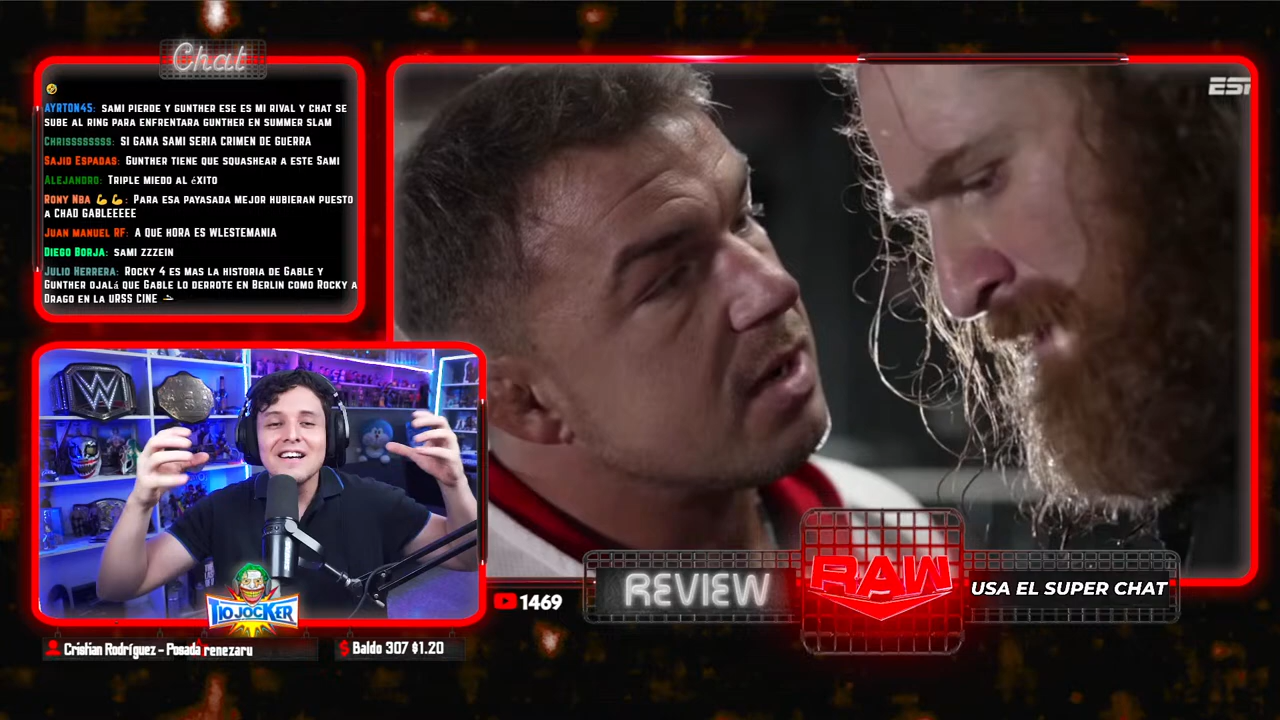 Chat
AYRTON45: SAMI PIERDE Y GUNTHER ESE ES MI RIVAL Y CHAT SE
SUBE AL RING PARA ENFRENTARA GUNTHER EN SUMMER SLAM
CHRISSSSSSSS: SI GANA SAMI SERIA CRIMEN DE GUERRA
SAJID ESPADAS: GUNTHER TIENE QUE SQUASHEAR A ESTE SAMI
ALEJANDRO: TRIPLE MIEDO AL éXITO
RONY NBA 💪 💪: PARA ESA PAYASADA MEJOR HUBIERAN PUESTO
A CHAD GABLEEEEE
JUAN MANUEL RF: A QUE HORA ES WLESTEMANIA
DIEGO BORJA: SAMI ZZZEIN
JULIO HERRERA: ROCKY 4 ES MAS LA HISTORIA DE GABLE Y
GUNTHER OJALá QUE GABLE LO DERROTE EN BERLIN COMO ROCKY A
DRAGO EN LA URSS CINE
ESP
W
TIOJOCKER
1469
REVIEW
RAW
USA EL SUPER CHAT
Cristian Rodríguez - Posada renezaru
$ Baldo 307 $1.20